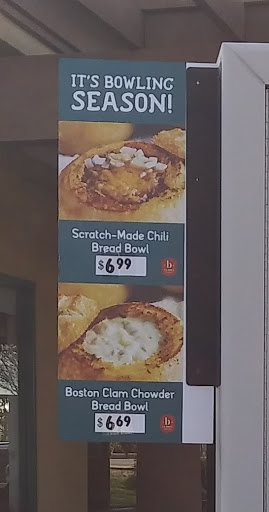 IT'S BOWLING
SEASON!
Scratch-Made Chili
Bread Bowl
$6.99
Boston Clam Chowder
Bread Bowl
$6.69